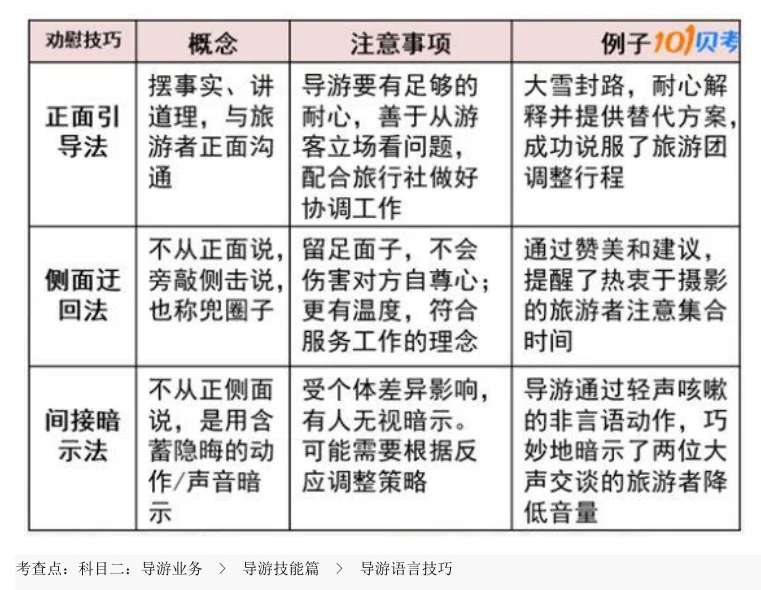 劝慰技巧
概念
注意事项
例子101贝考
正面引
导法
摆事实、讲
道理，与旅
游者正面沟
通
导游要有足够的
耐心，善于从游
客立场看问题，
配合旅行社做好
协调工作
大雪封路，耐心解
释并提供替代方案，
成功说服了旅游团
调整行程
侧面迂
回法
不从正面说，
旁敲侧击说，
也称兜圈子
留足面子，不会
伤害对方自尊心；
更有温度，符合
服务工作的理念
通过赞美和建议，
提醒了热衷于摄影
的旅游者注意集合
时间
间接暗
示法
不从正侧面
说，是用含
蓄隐晦的动
作/声音暗
示
受个体差异影响，
有人无视暗示。
可能需要根据反
应调整策略
导游通过轻声咳嗽
的非言语动作，巧
妙地暗示了两位大
声交谈的旅游者降
低音量
考查点：科目二：导游业务 > 导游技能篇 > 导游语言技巧